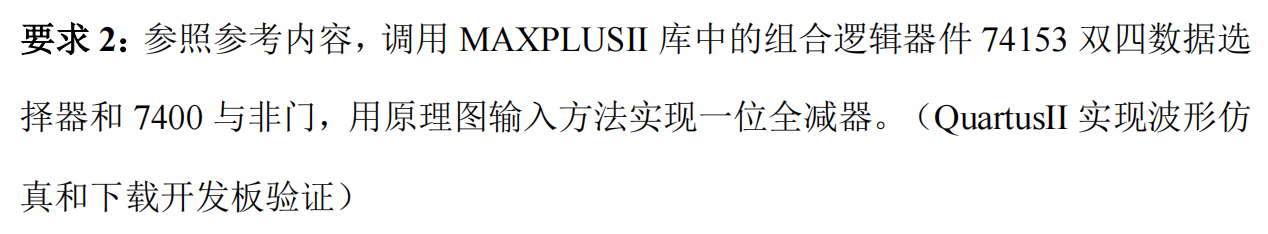 要求 2：参照参考内容，调用 MAXPLUSII 库中的组合逻辑器件 74153 双四数据选
择器和 7400 与非门，用原理图输入方法实现一位全减器。（QuartusII 实现波形仿
真和下载开发板验证）